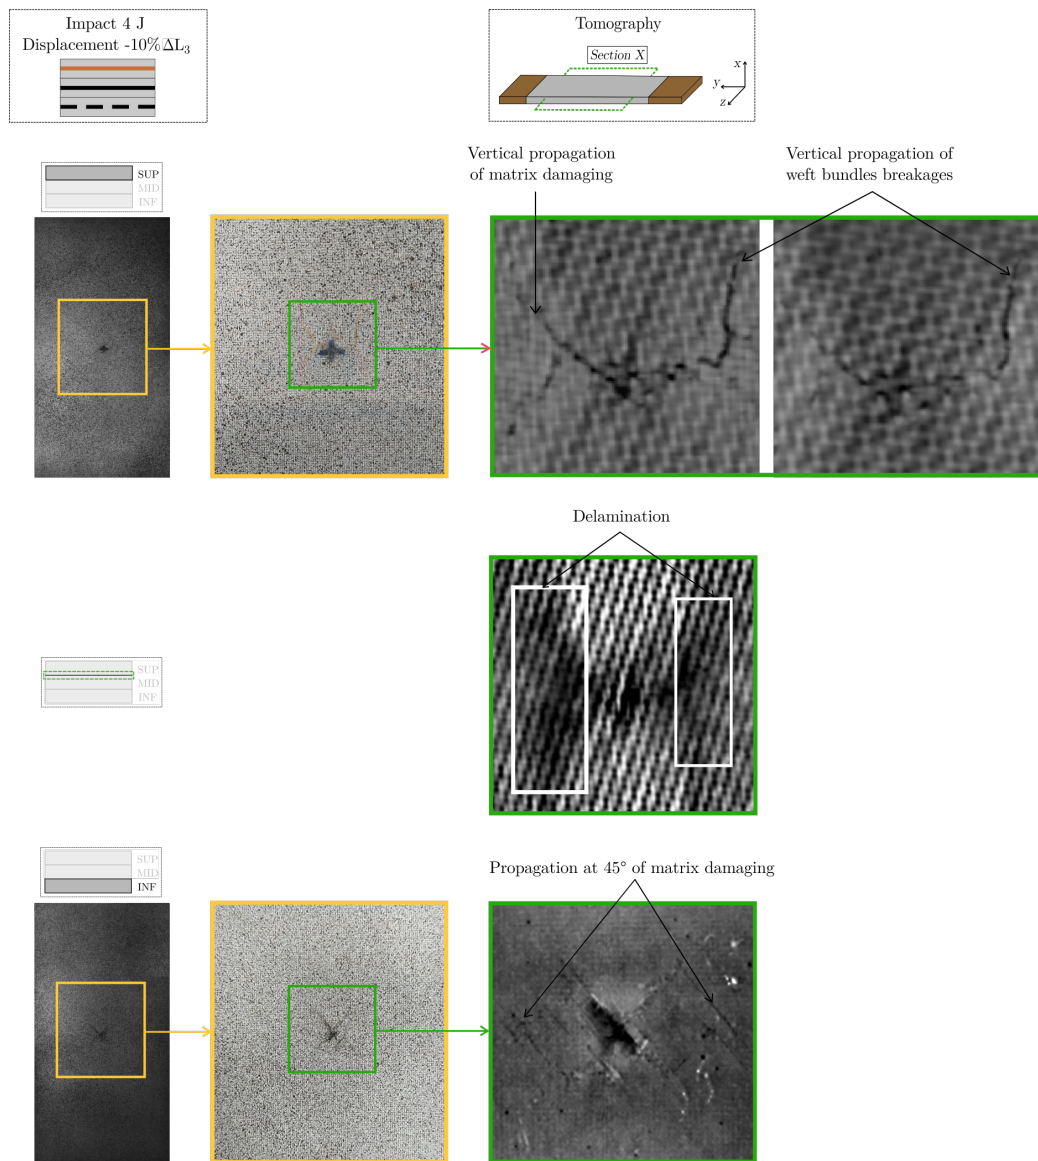 Impact 4 J
Displacement -10%ΔL₃
Tomography
Section X
x
y
z
Vertical propagation
of matrix damaging
Vertical propagation of
weft bundles breakages
SUP
MID
INF
Delamination
SUP
MID
INF
Propagation at 45° of matrix damaging
SUP
MID
INF